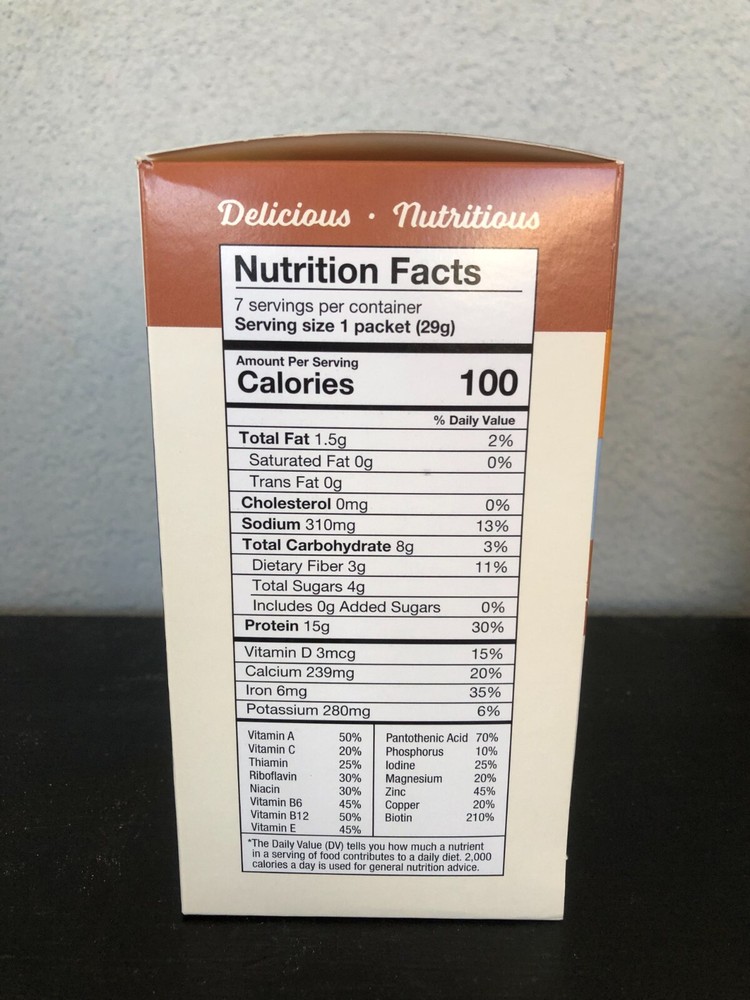 Delicious · Nutritious
Nutrition Facts
7 servings per container
Serving size 1 packet (29g)
Amount Per Serving
Calories 100
% Daily Value
Total Fat 1.5g 2%
Saturated Fat 0g 0%
Trans Fat 0g
Cholesterol 0mg 0%
Sodium 310mg 13%
Total Carbohydrate 8g 3%
Dietary Fiber 3g 11%
Total Sugars 4g
Includes 0g Added Sugars 0%
Protein 15g 30%
Vitamin D 3mcg 15%
Calcium 239mg 20%
Iron 6mg 35%
Potassium 280mg 6%
Vitamin A 50%
Vitamin C 20%
Thiamin 25%
Riboflavin 30%
Niacin 30%
Vitamin B6 45%
Vitamin B12 50%
Vitamin E 45%
Pantothenic Acid 70%
Phosphorus 10%
Iodine 25%
Magnesium 20%
Zinc 45%
Copper 20%
Biotin 210%
*The Daily Value (DV) tells you how much a nutrient
in a serving of food contributes to a daily diet. 2,000
calories a day is used for general nutrition advice.